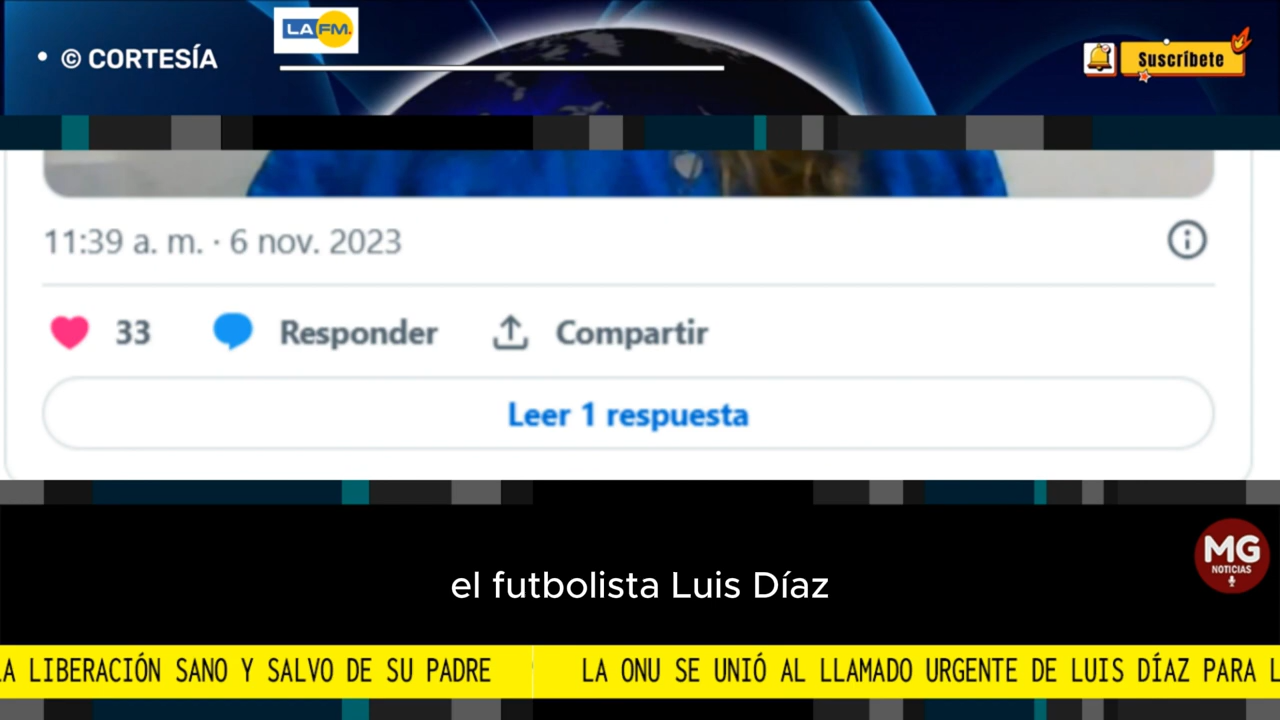 • © CORTESÍA
LA FM.
Suscríbete
11:39 a. m. · 6 nov. 2023
33
Responder
Compartir
Leer 1 respuesta
MG
NOTICIAS
el futbolista Luis Díaz
LA LIBERACIÓN SANO Y SALVO DE SU PADRE
LA ONU SE UNIÓ AL LLAMADO URGENTE DE LUIS DÍAZ PARA L